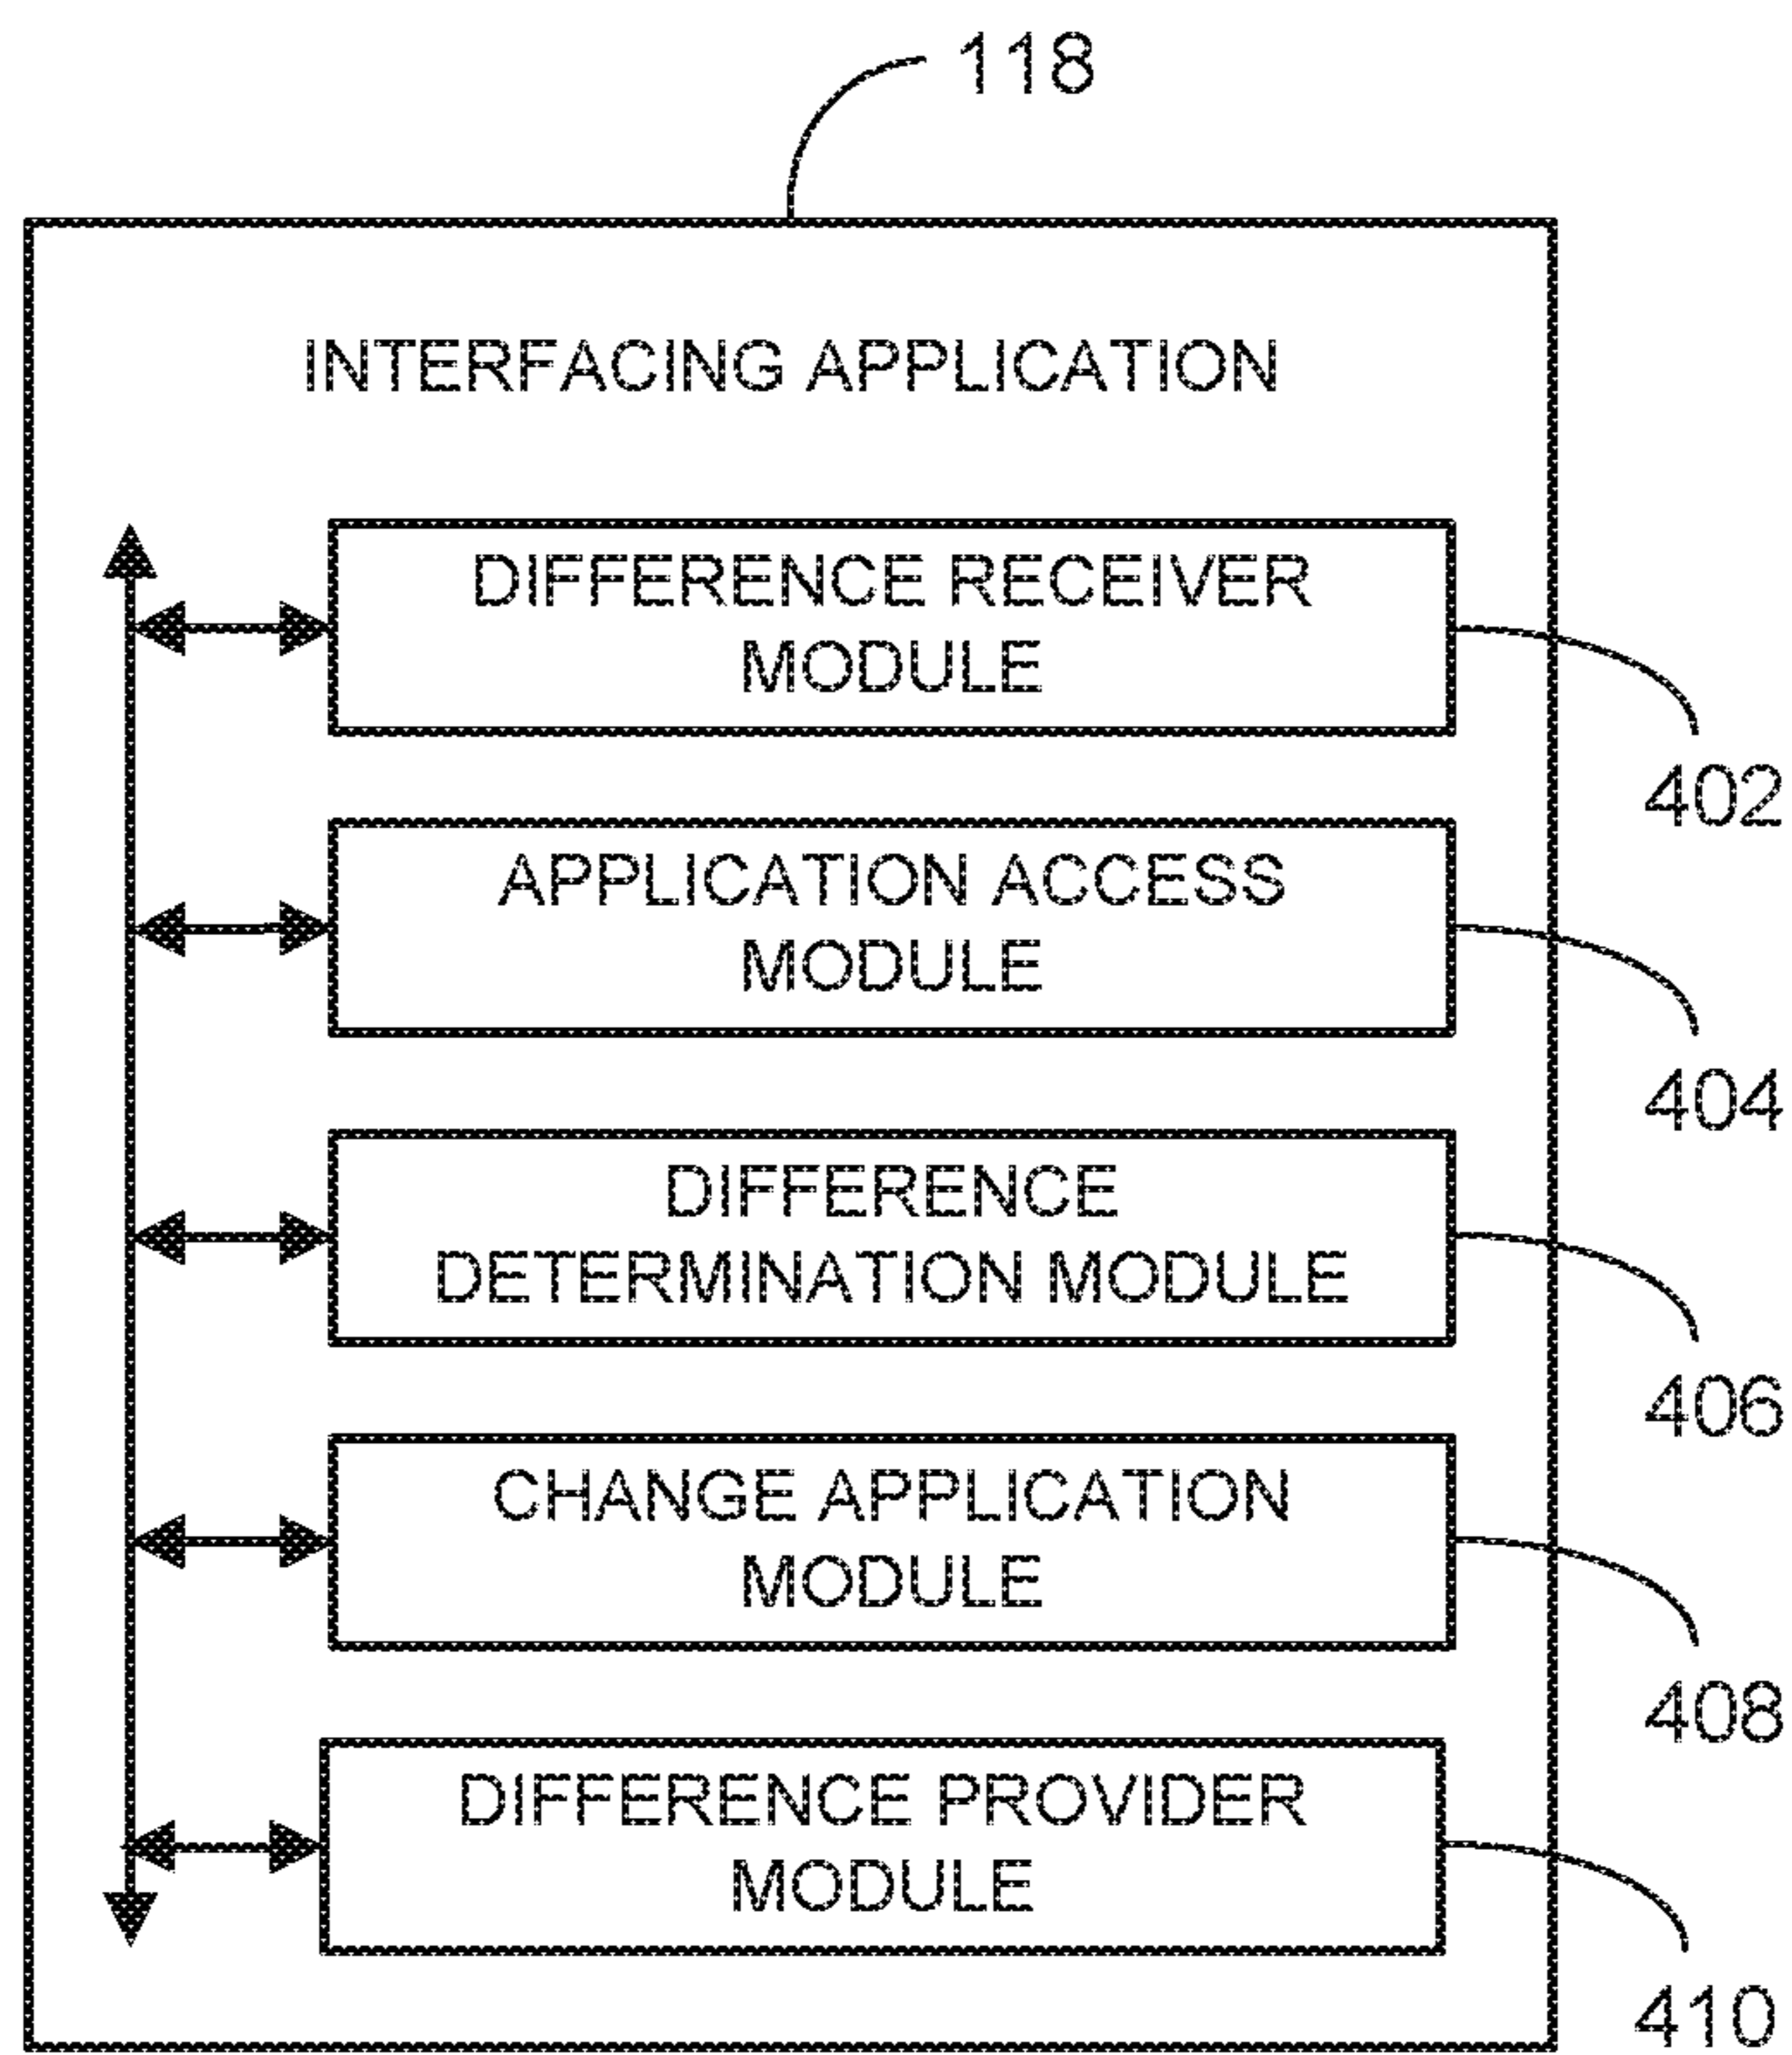 118
INTERFACING APPLICATION
DIFFERENCE RECEIVER
MODULE
402
APPLICATION ACCESS
MODULE
404
DIFFERENCE
DETERMINATION MODULE
406
CHANGE APPLICATION
MODULE
408
DIFFERENCE PROVIDER
MODULE
410